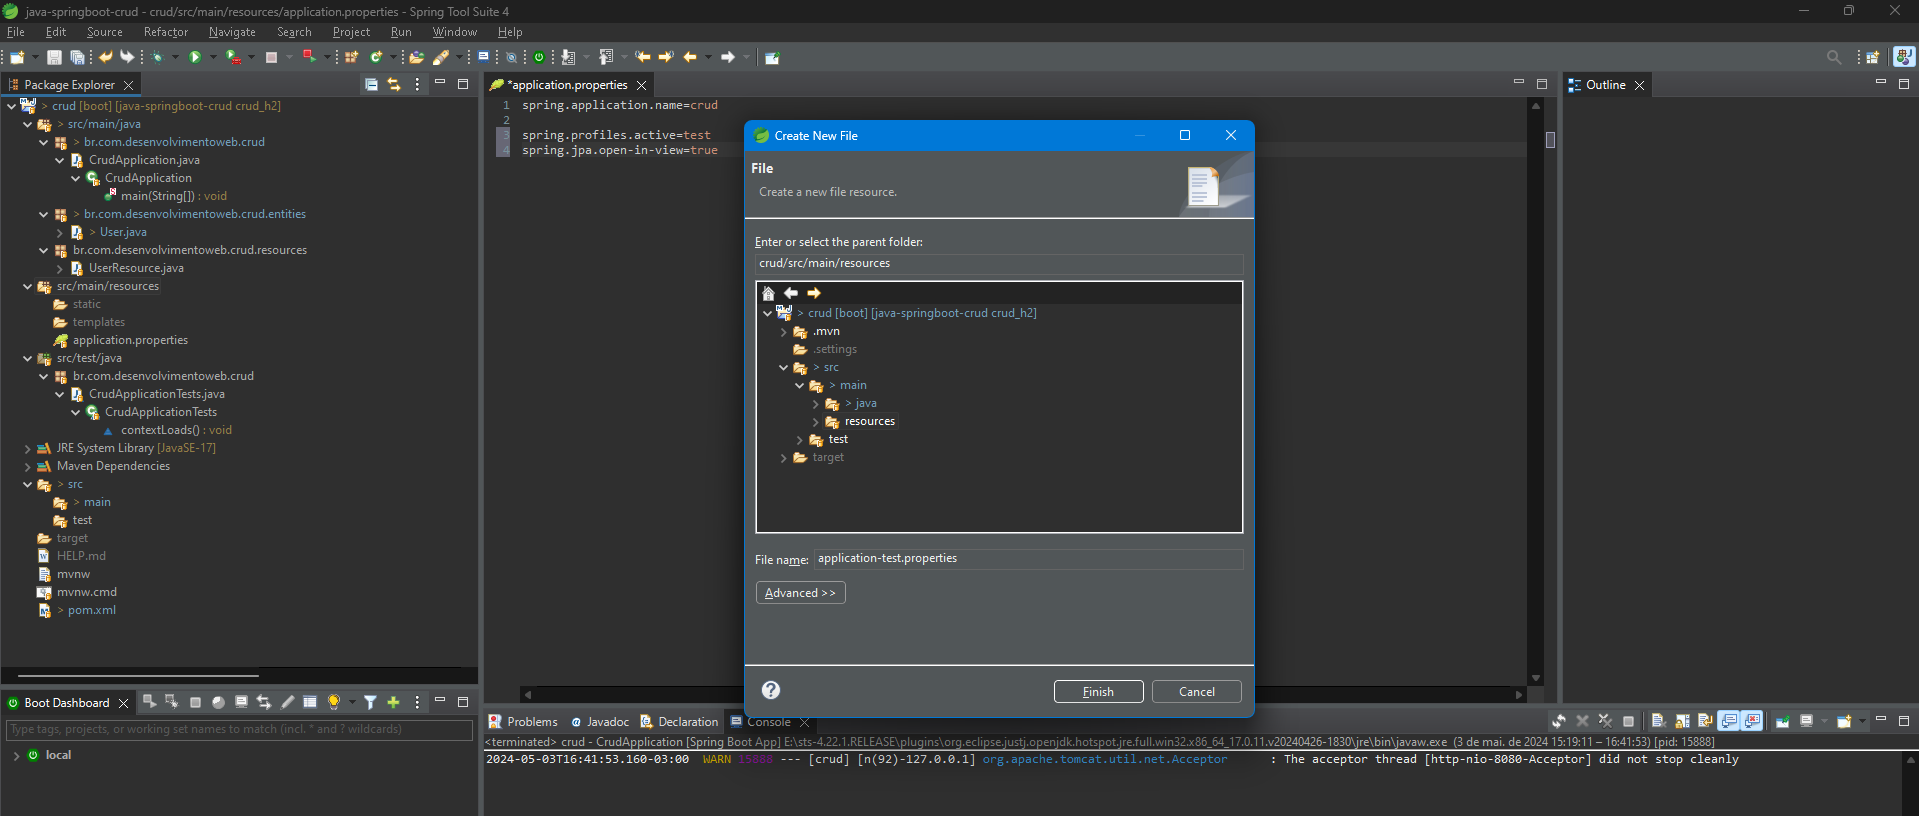 java-springboot-crud - crud/src/main/resources/application.properties - Spring Tool Suite 4
File Edit Source Refactor Navigate Search Project Run Window Help
Package Explorer
> crud [boot] [java-springboot-crud crud_h2]
> src/main/java
> br.com.desenvolvimentoweb.crud
CrudApplication.java
CrudApplication
main(String[]) : void
> br.com.desenvolvimentoweb.crud.entities
> User.java
br.com.desenvolvimentoweb.crud.resources
UserResource.java
src/main/resources
static
templates
application.properties
src/test/java
br.com.desenvolvimentoweb.crud
CrudApplicationTests.java
CrudApplicationTests
contextLoads() : void
JRE System Library [JavaSE-17]
Maven Dependencies
> src
> main
test
target
HELP.md
mvnw
mvnw.cmd
> pom.xml
Boot Dashboard
Type tags, projects, or working set names to match (incl. * and ? wildcards)
local
*application.properties
1 spring.application.name=crud
2
3 spring.profiles.active=test
4 spring.jpa.open-in-view=true
Create New File
File
Create a new file resource.
Enter or select the parent folder:
crud/src/main/resources
> crud [boot] [java-springboot-crud crud_h2]
.mvn
.settings
> src
> main
> java
resources
test
target
File name: application-test.properties
Advanced >>
Finish Cancel
Outline
Problems Javadoc Declaration Console
<terminated> crud - CrudApplication [Spring Boot App] E:\sts-4.22.1.RELEASE\plugins\org.eclipse.justj.openjdk.hotspot.jre.full.win32.x86_64_17.0.11.v20240426-1830\jre\bin\javaw.exe (3 de mai. de 2024 15:19:11 – 16:41:53) [pid: 15888]
2024-05-03T16:41:53.160-03:00 WARN 15888 --- [crud] [n(92)-127.0.0.1] org.apache.tomcat.util.net.Acceptor : The acceptor thread [http-nio-8080-Acceptor] did not stop cleanly